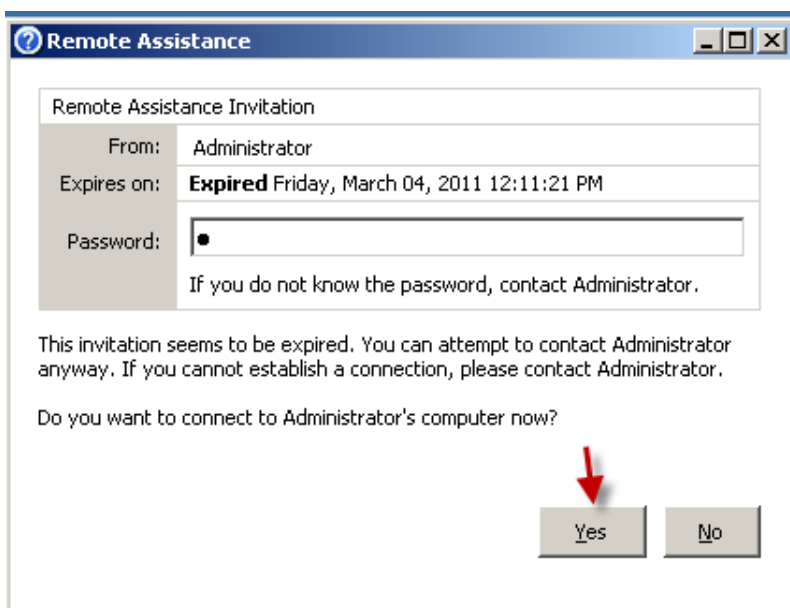 Remote Assistance
Remote Assistance Invitation
From: Administrator
Expires on: Expired Friday, March 04, 2011 12:11:21 PM
Password: ●
If you do not know the password, contact Administrator.
This invitation seems to be expired. You can attempt to contact Administrator
anyway. If you cannot establish a connection, please contact Administrator.
Do you want to connect to Administrator's computer now?
Yes No